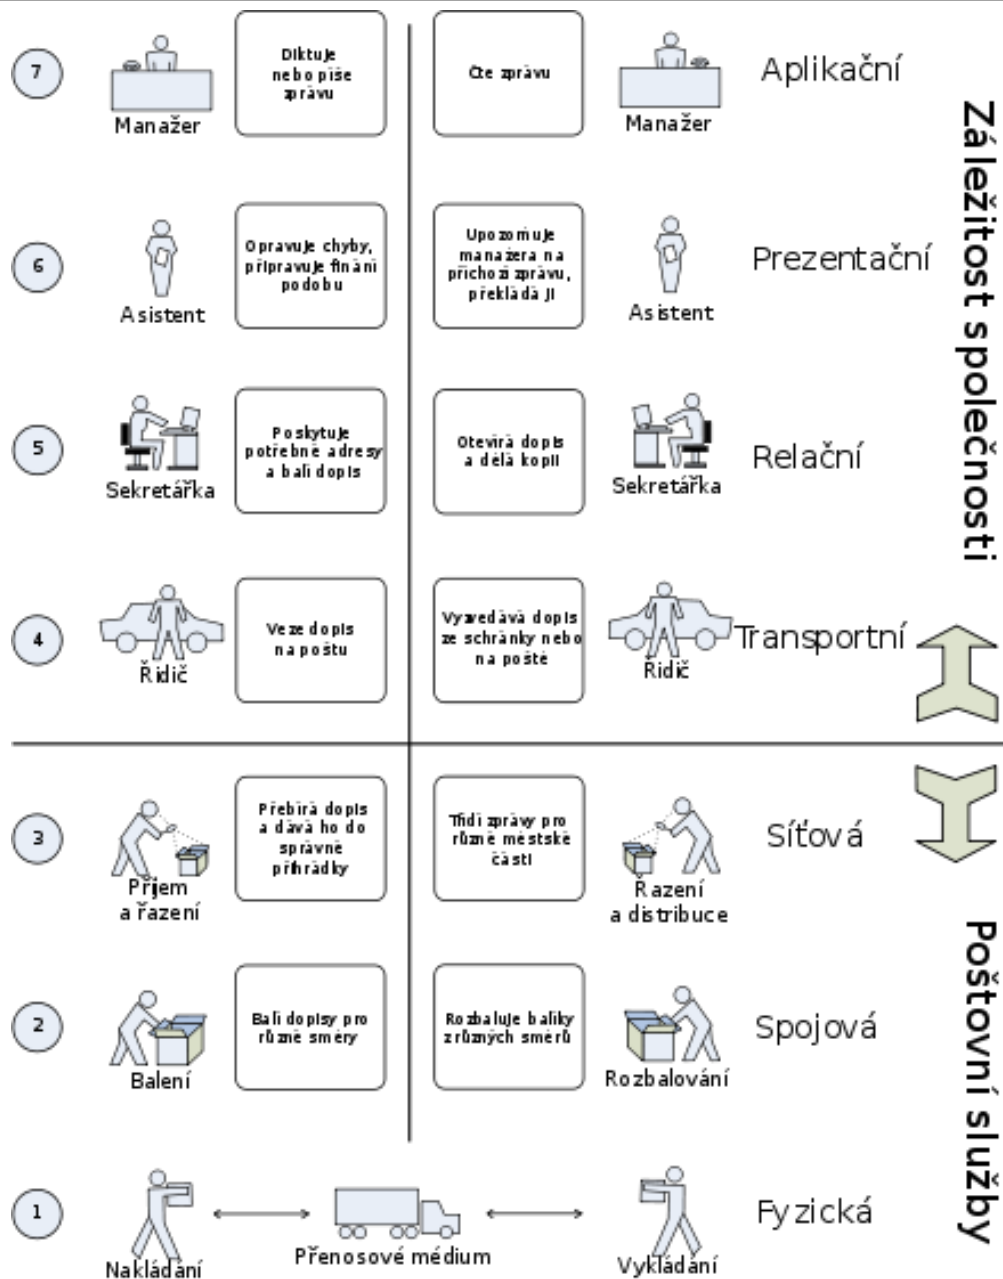 7
Manažer
Diktuje
nebo píše
zprávu
Čte zprávu
Manažer
Aplikační
6
Asistent
Opravuje chyby,
připravuje finání
podobu
Upozorňuje
manažera na
příchozí zprávu,
překládá ji
Asistent
Prezentační
5
Sekretářka
Poskytuje
potřebné adresy
a balí dopis
Otevírá dopis
a dělá kopii
Sekretářka
Relační
4
Řidič
Veze dopis
na poštu
Vyzvedává dopis
ze schránky nebo
na poště
Řidič
Transportní
Záležitost společnosti
3
Příjem
a řazení
Přebírá dopis
a dává ho do
správné
přihrádky
Třídí zprávy pro
různé městské
části
Řazení
a distribuce
Síťová
2
Balení
Balí dopisy pro
různé směry
Rozbaluje balíky
z různých směrů
Rozbalování
Spojová
1
Nakládání
Přenosové médium
Vykládání
Fyzická
Poštovní služby